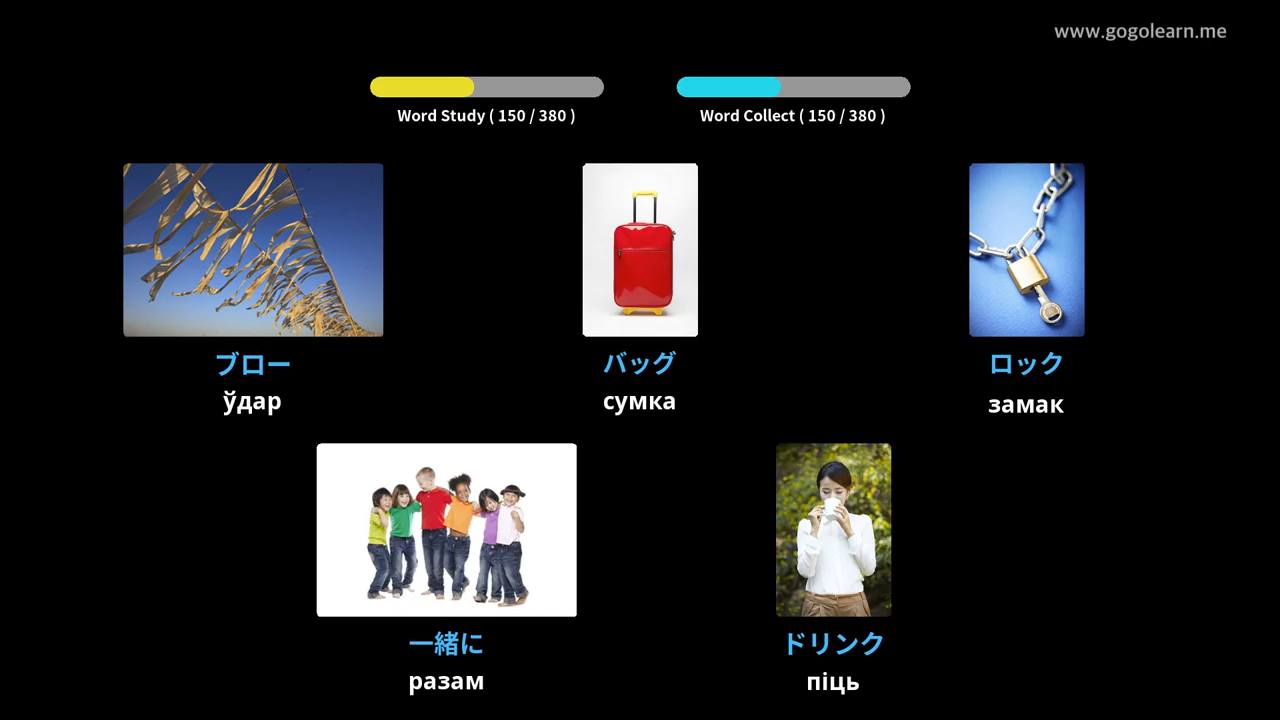 www.gogolearn.me
Word Study ( 150 / 380 )
Word Collect ( 150 / 380 )
ブロー
ўдар
バッグ
сумка
ロック
замак
一緒に
разам
ドリンク
піць